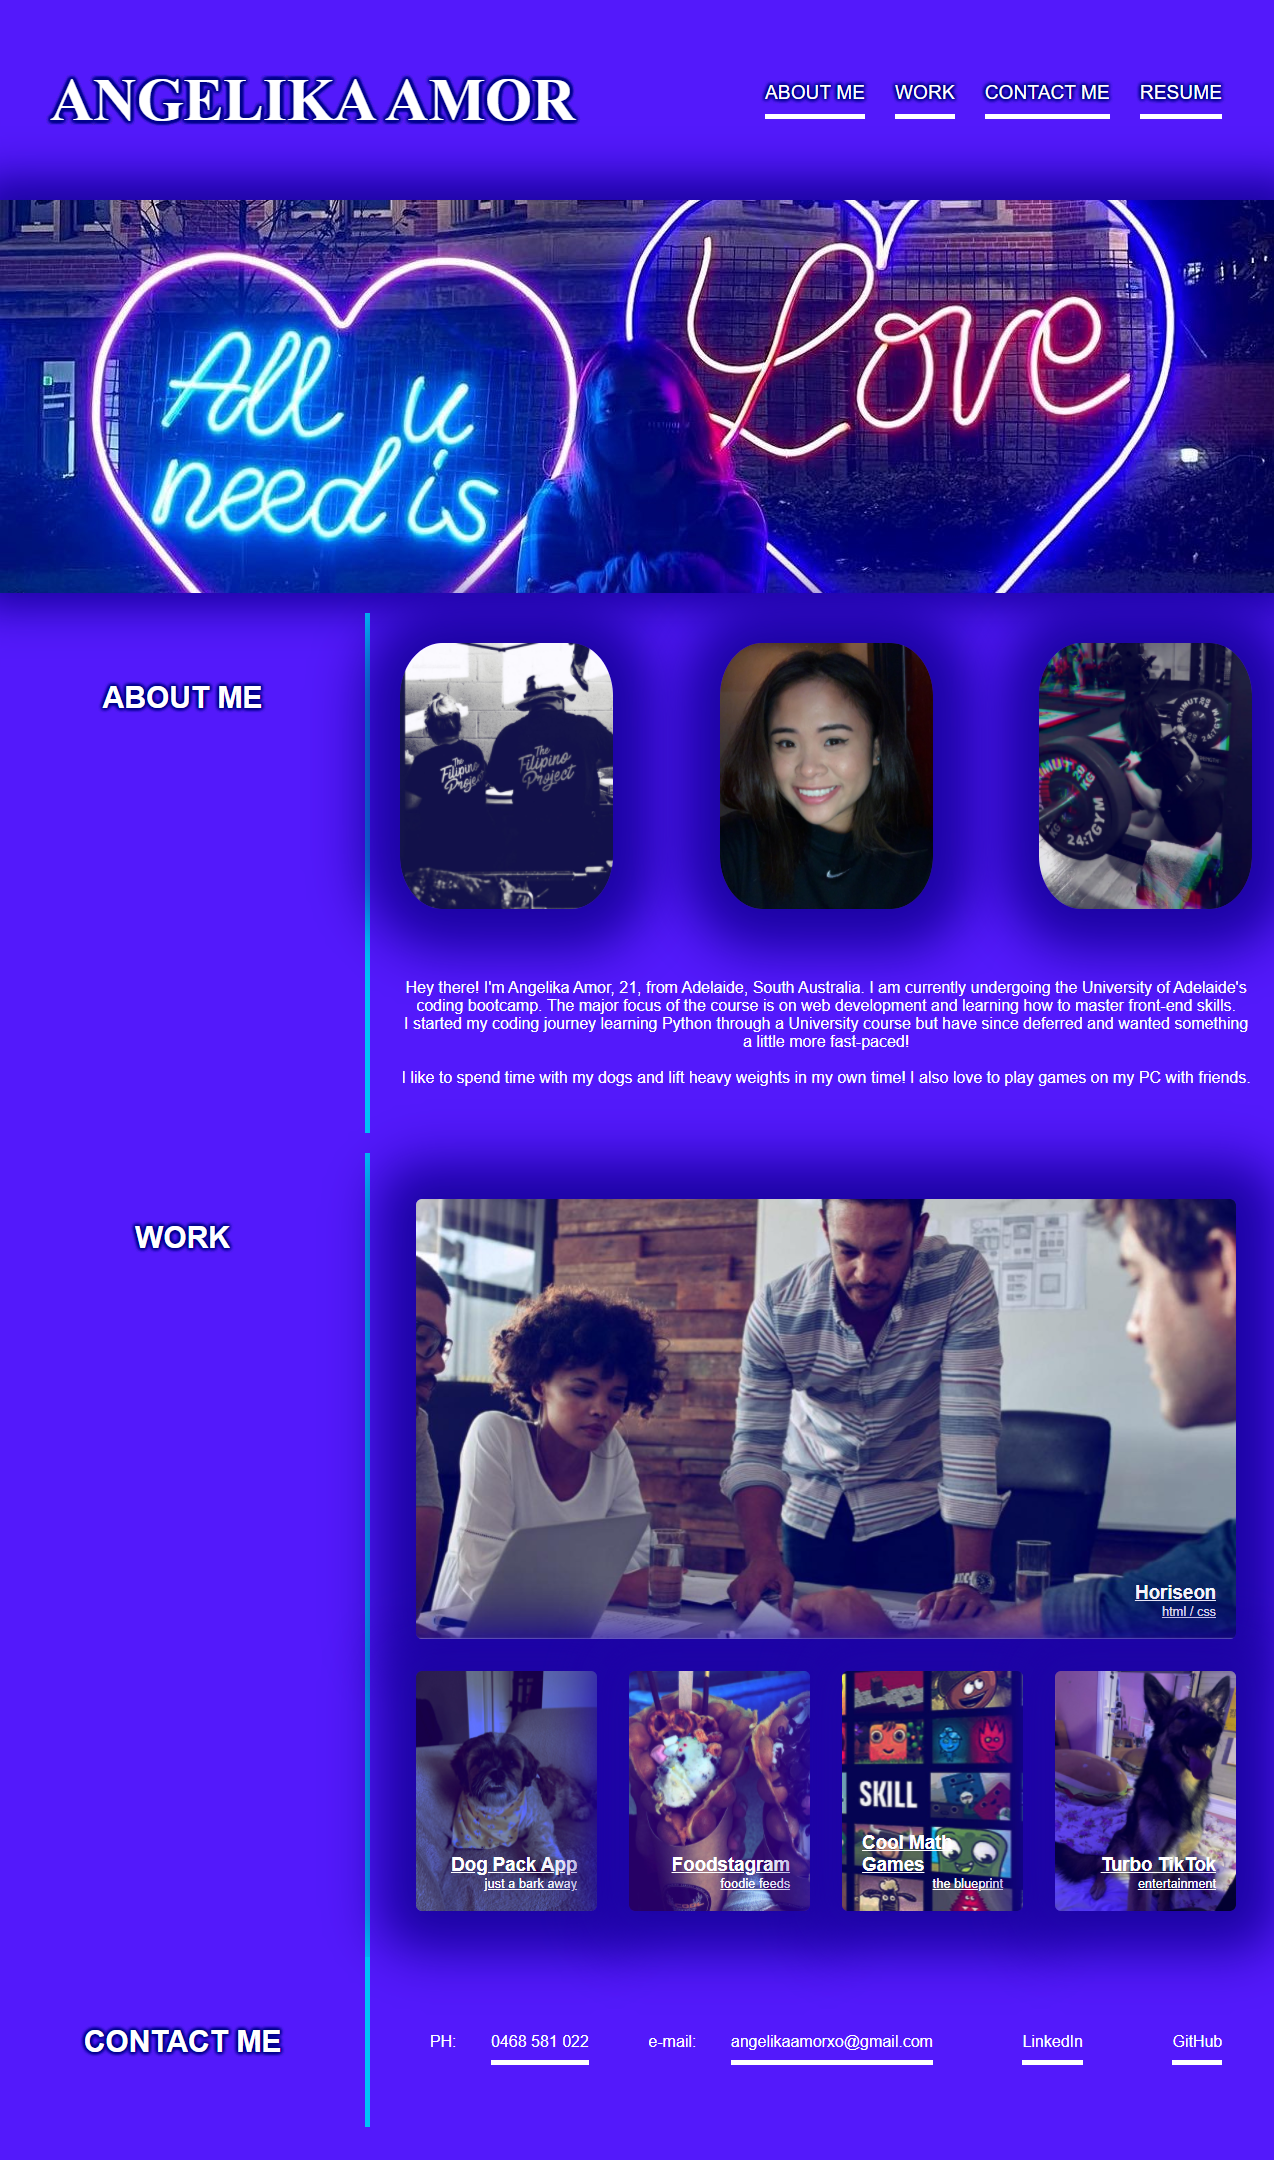 ANGELIKA AMOR
ABOUT ME WORK CONTACT ME RESUME
All u
need is
Love
ABOUT ME
The
Filipino
Project
The
Filipino
Project
24:7GYM
Hey there! I'm Angelika Amor, 21, from Adelaide, South Australia. I am currently undergoing the University of Adelaide's
coding bootcamp. The major focus of the course is on web development and learning how to master front-end skills.
I started my coding journey learning Python through a University course but have since deferred and wanted something
a little more fast-paced!
I like to spend time with my dogs and lift heavy weights in my own time! I also love to play games on my PC with friends.
WORK
Horiseon
html / css
Dog Pack App
just a bark away
Foodstagram
foodie feeds
SKILL
Cool Math
Games
the blueprint
Turbo TikTok
entertainment
CONTACT ME
PH: 0468 581 022 e-mail: angelikaamorxo@gmail.com LinkedIn GitHub